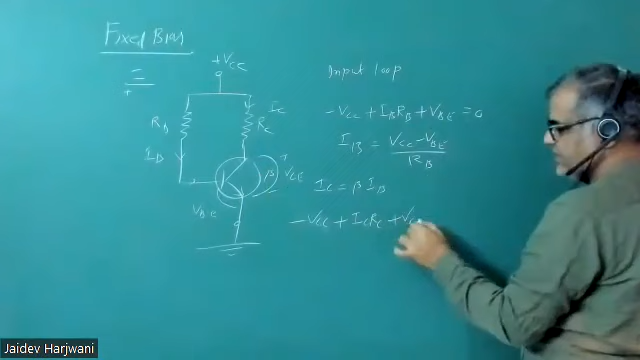 Fixed Bias
+VCC
IC
RB
RC
IB
β
VCE
VBE
Input loop
-VCC + IBRB + VBE = 0
IB = VCC - VBE / RB
IC = β IB
-VCC + ICRC + VC
Jaidev Harjwani